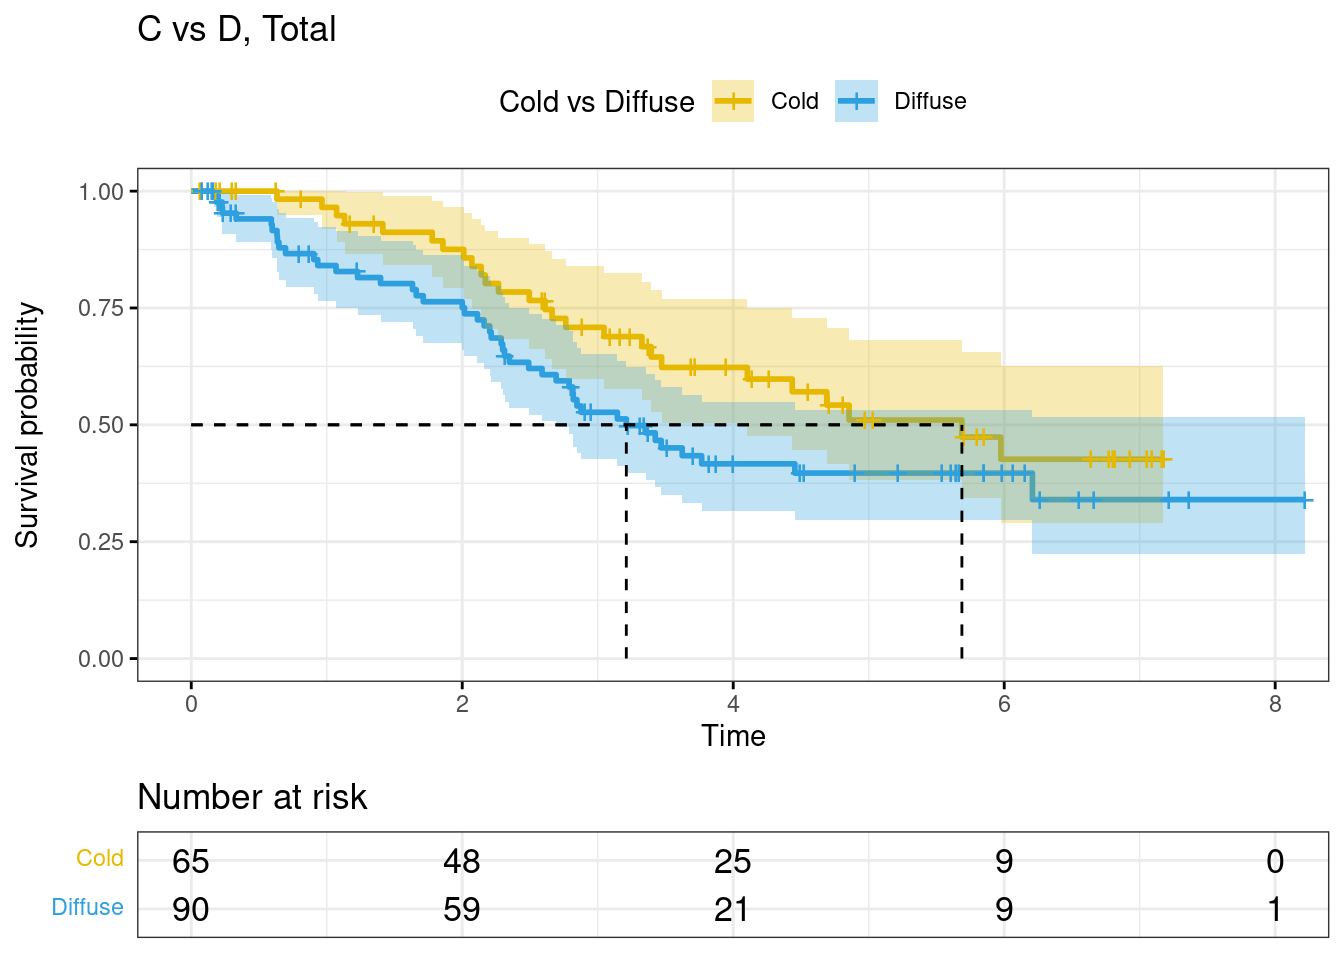 C vs D, Total
Cold vs Diffuse Cold Diffuse
1.00
0.75
0.50
0.25
0.00
Survival probability
0 2 4 6 8
Time
Number at risk
Cold 65 48 25 9 0
Diffuse 90 59 21 9 1